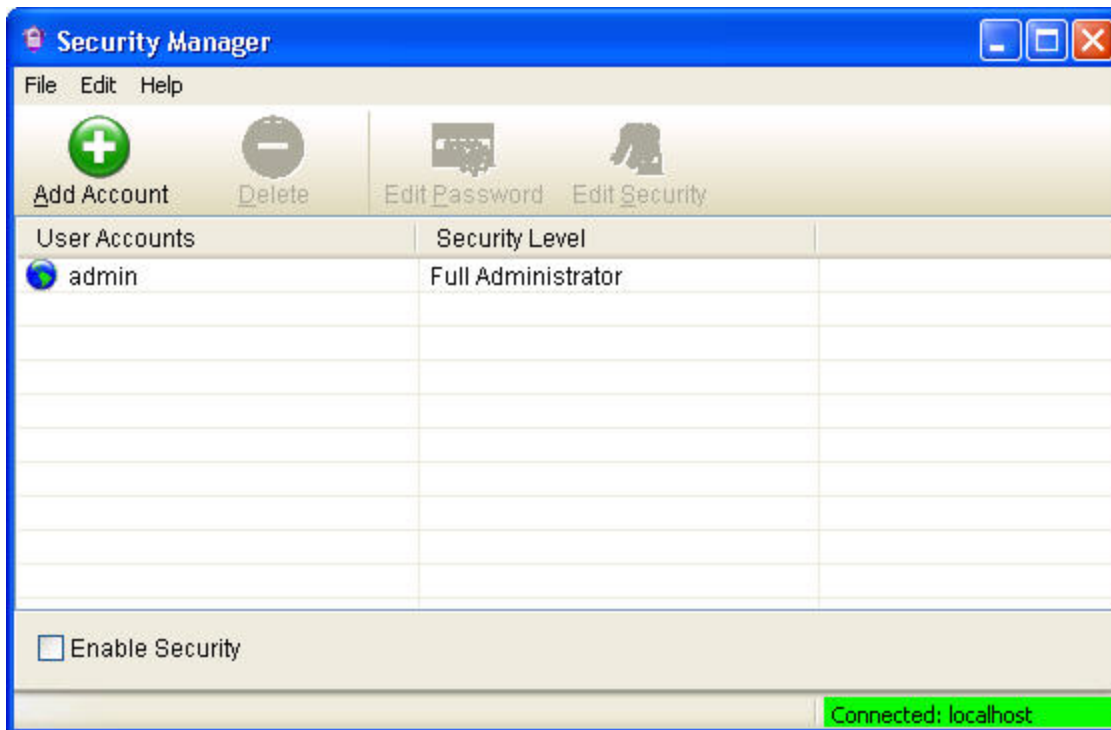 Security Manager
File Edit Help
Add Account Delete Edit Password Edit Security
User Accounts Security Level
admin Full Administrator
Enable Security
Connected: localhost